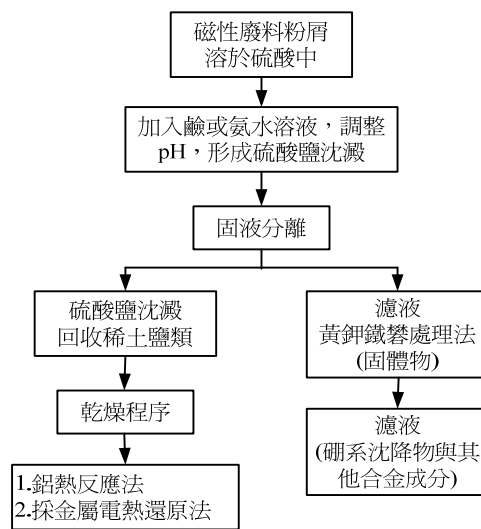 磁性廢料粉屑
溶於硫酸中
加入鹼或氨水溶液，調整
pH，形成硫酸鹽沈澱
固液分離
硫酸鹽沈澱
回收稀土鹽類
乾燥程序
1.鋁熱反應法
2.採金屬電熱還原法
濾液
黃鉀鐵礬處理法
(固體物)
濾液
(硼系沈降物與其
他合金成分)